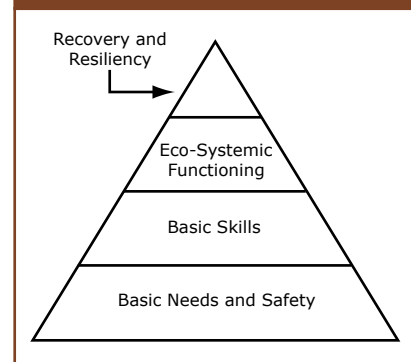 Recovery and
Resiliency
Eco-Systemic
Functioning
Basic Skills
Basic Needs and Safety